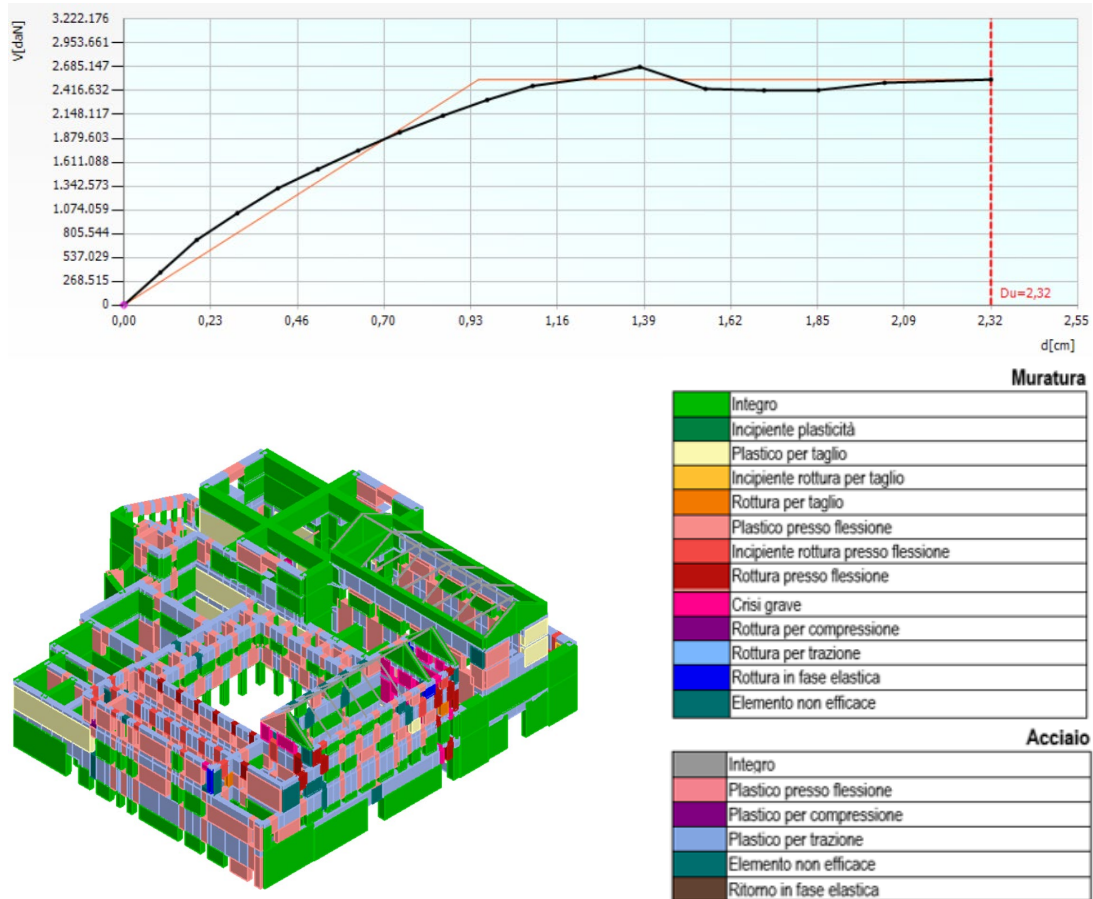 V[daN]
3.222.176
2.953.661
2.685.147
2.416.632
2.148.117
1.879.603
1.611.088
1.342.573
1.074.059
805.544
537.029
268.515
0
0,00 0,23 0,46 0,70 0,93 1,16 1,39 1,62 1,85 2,09 2,32 2,55
Du=2,32
d[cm]
Muratura
Integro
Incipiente plasticità
Plastico per taglio
Incipiente rottura per taglio
Rottura per taglio
Plastico presso flessione
Incipiente rottura presso flessione
Rottura presso flessione
Crisi grave
Rottura per compressione
Rottura per trazione
Rottura in fase elastica
Elemento non efficace
Acciaio
Integro
Plastico presso flessione
Plastico per compressione
Plastico per trazione
Elemento non efficace
Ritorno in fase elastica